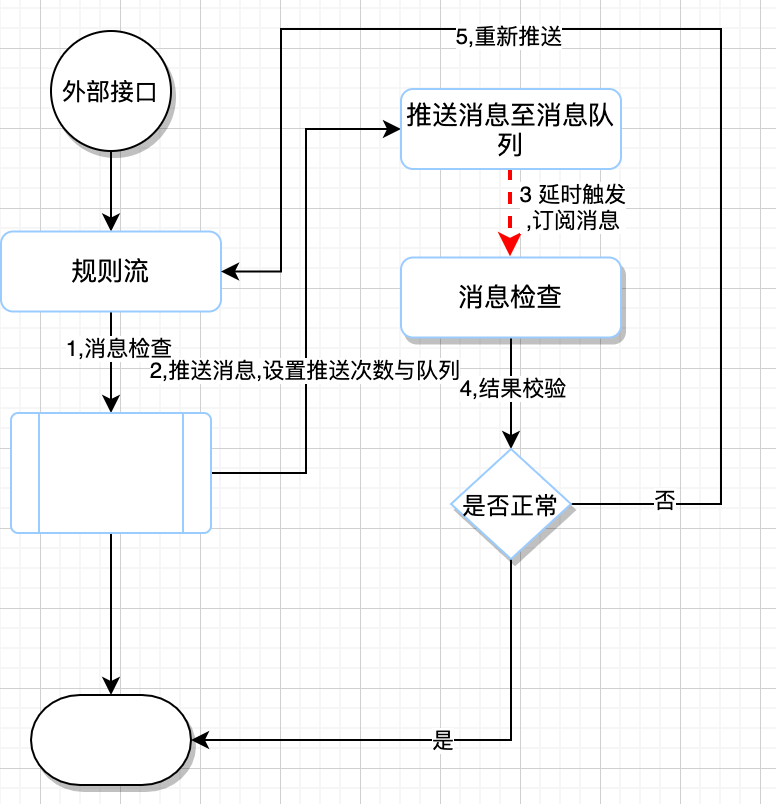 5,重新推送
外部接口
推送消息至消息队
列
3 延时触发
,订阅消息
规则流
消息检查
1,消息检查
2,推送消息,设置推送次数与队列
4,结果校验
是否正常
否
是